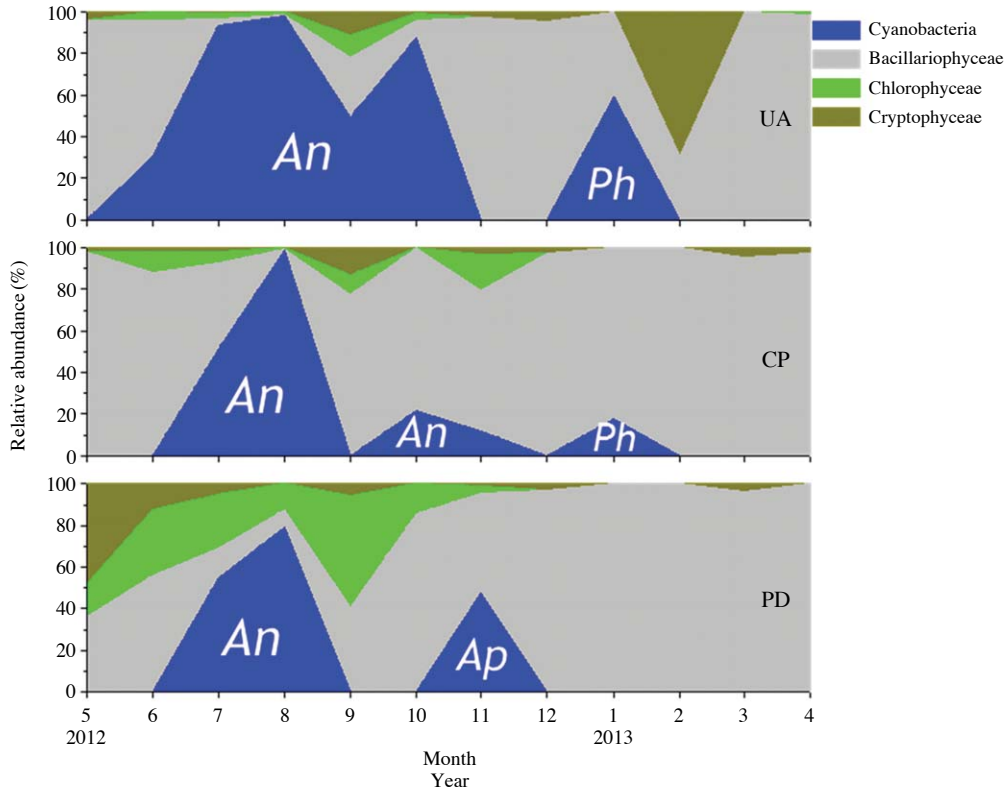 100
80
60
40
20
0
An
Ph
UA
Cyanobacteria
Bacillariophyceae
Chlorophyceae
Cryptophyceae
Relative abundance (%)
100
80
60
40
20
0
An
An
Ph
CP
100
80
60
40
20
0
An
Ap
PD
5 6 7 8 9 10 11 12 1 2 3 4
2012 2013
Month
Year